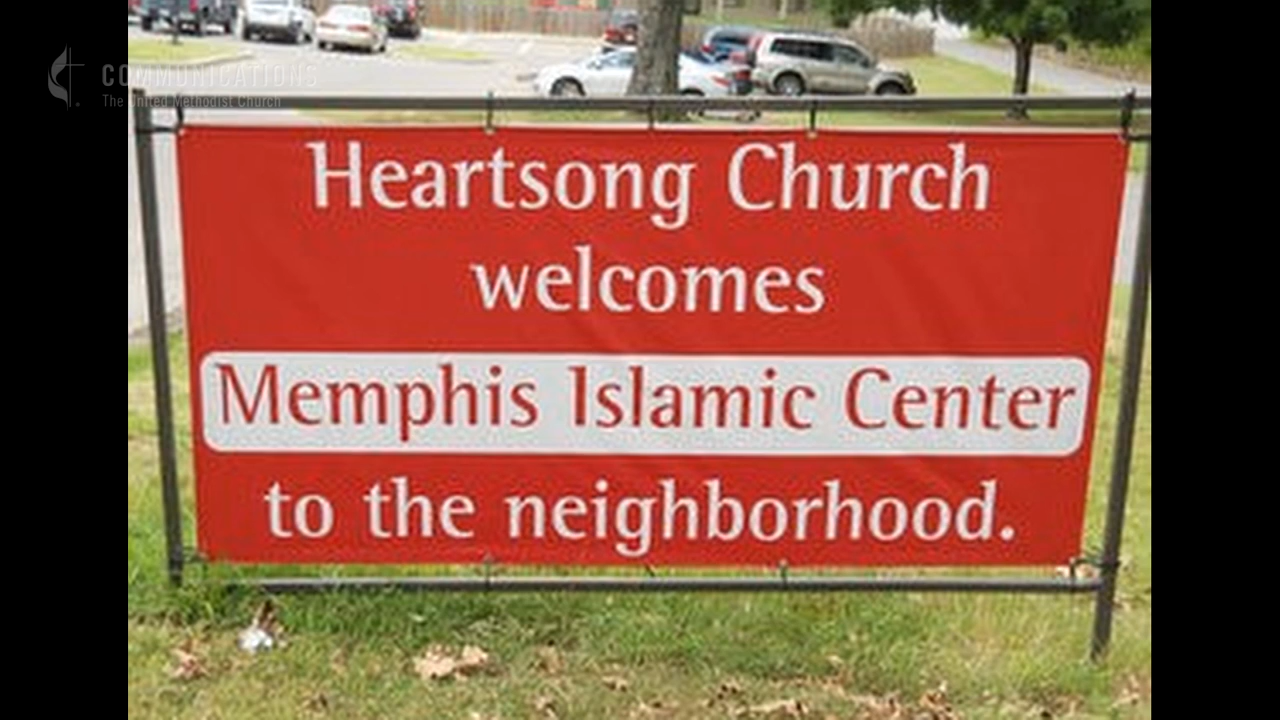 COMMUNICATIONS
The United Methodist Church
Heartsong Church
welcomes
Memphis Islamic Center
to the neighborhood.